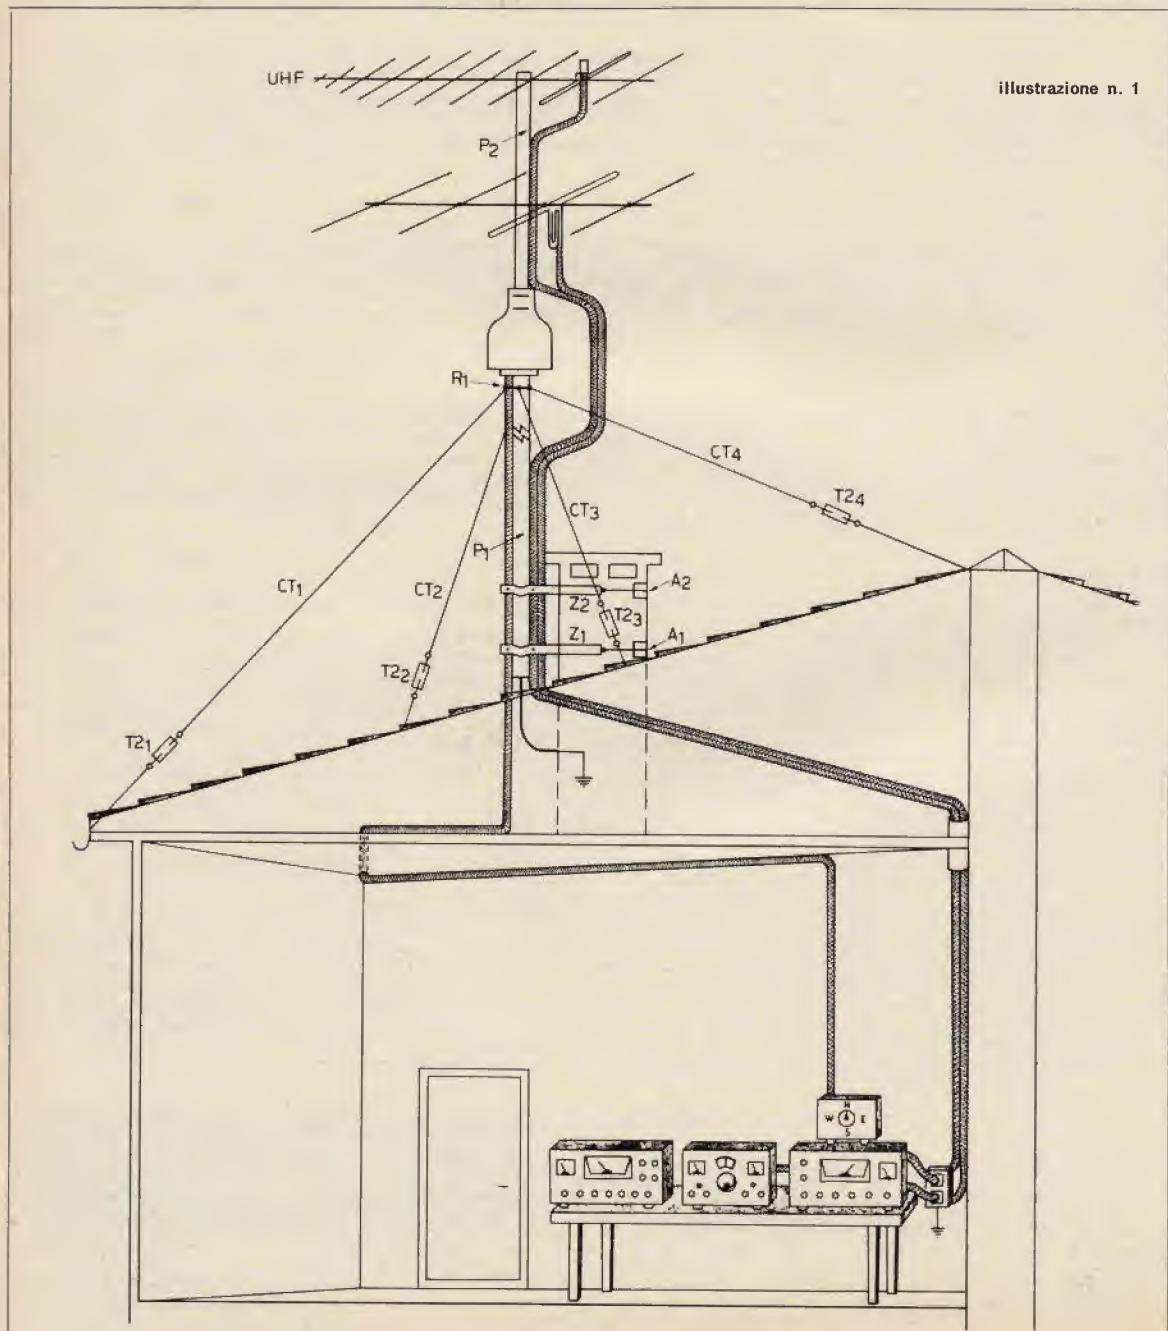 illustrazione n. 1
UHF
P2
R1
CT4
T24
CT3
P1
CT1
CT2
A2
Z2
T23
Z1
A1
T22
T21
N
W E
S